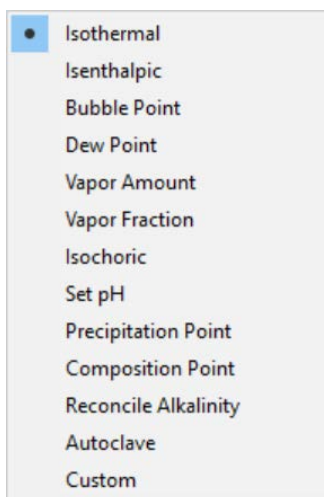 Isothermal
Isenthalpic
Bubble Point
Dew Point
Vapor Amount
Vapor Fraction
Isochoric
Set pH
Precipitation Point
Composition Point
Reconcile Alkalinity
Autoclave
Custom